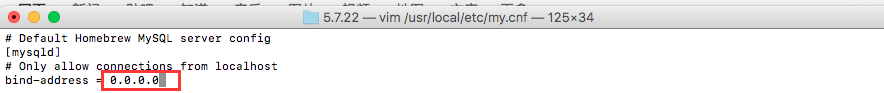 5.7.22 — vim /usr/local/etc/my.cnf — 125×34
# Default Homebrew MySQL server config
[mysqld]
# Only allow connections from localhost
bind-address = 0.0.0.0